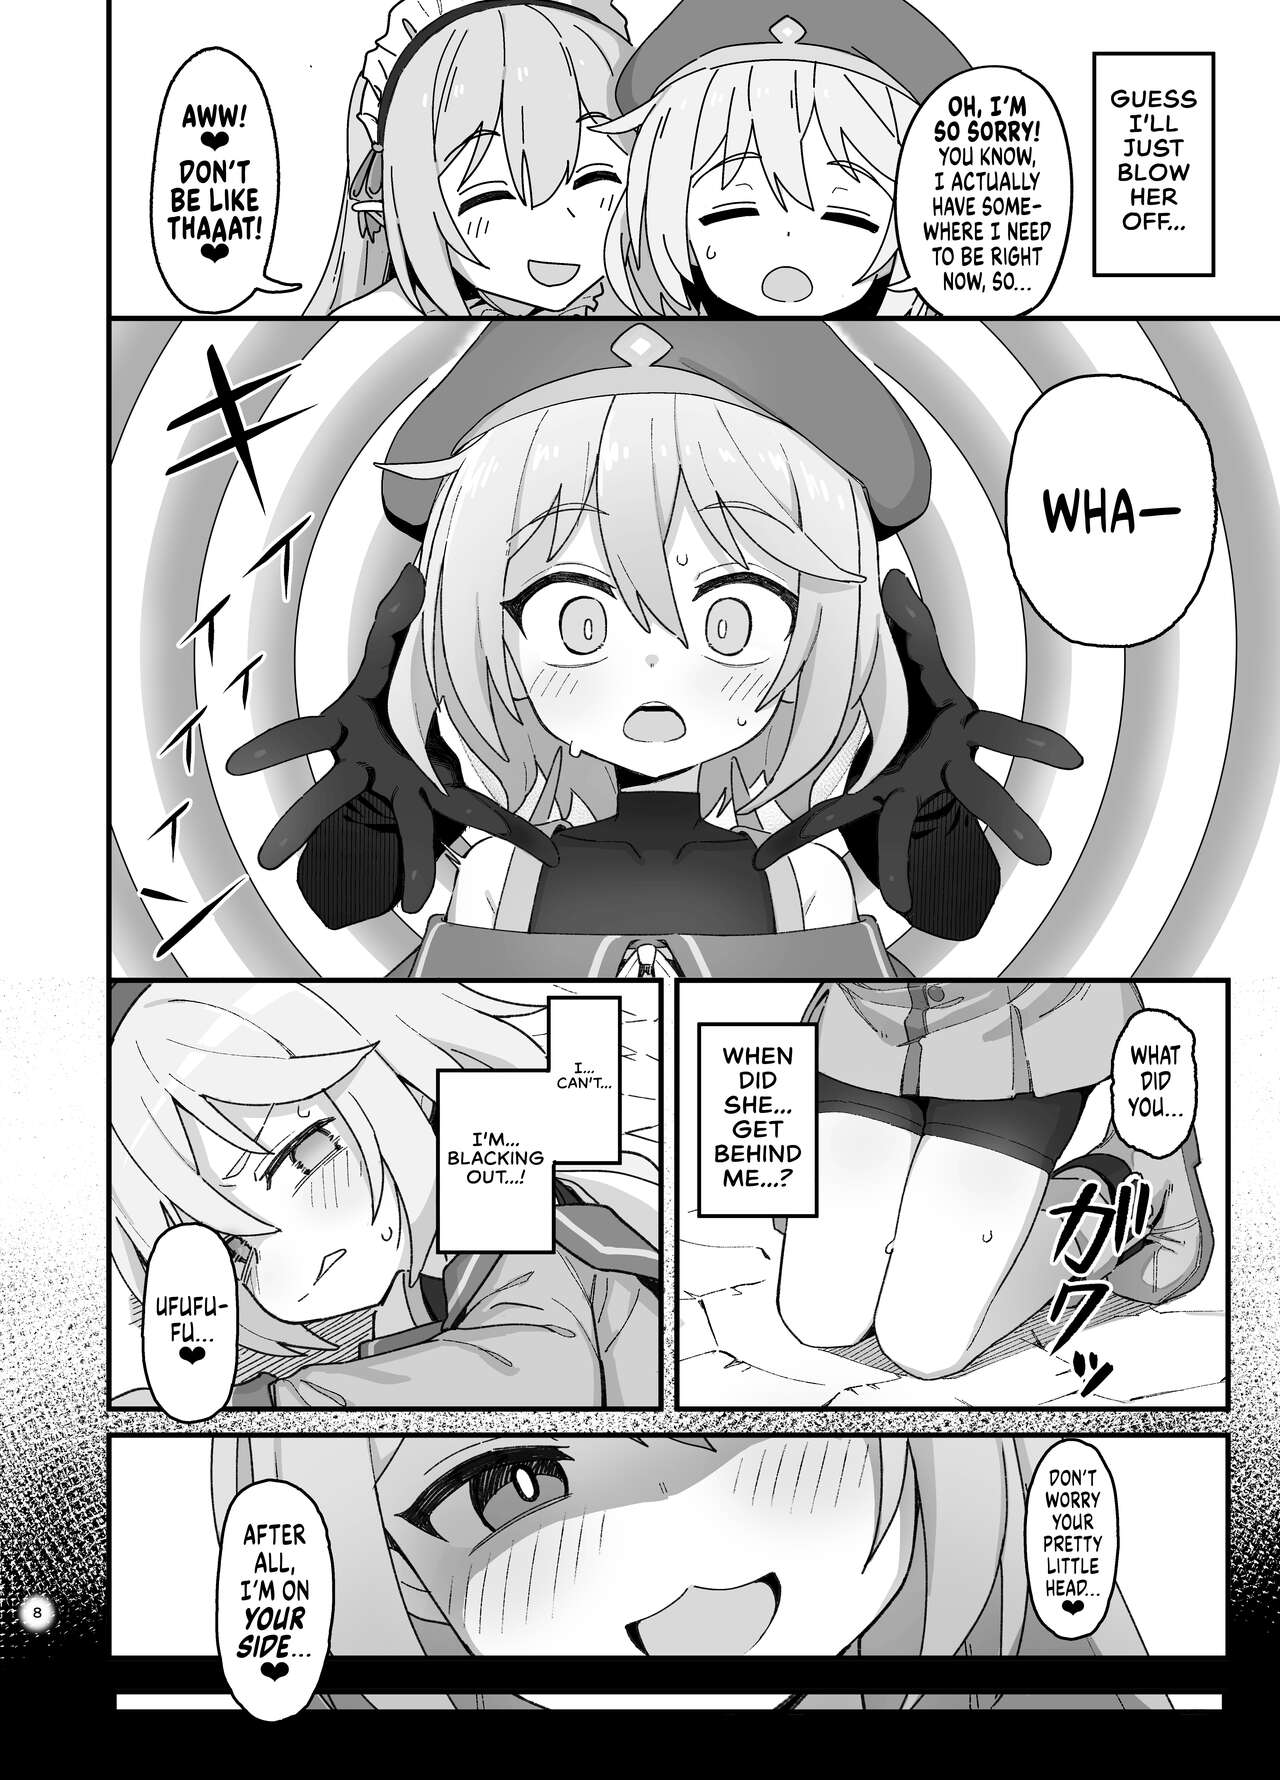 GUESS
I'LL
JUST
BLOW
HER
OFF...
OH, I'M
SO SORRY!
YOU KNOW,
I ACTUALLY
HAVE SOME-
WHERE I NEED
TO BE RIGHT
NOW, SO...
AWW!
❤
DON'T
BE LIKE
THAAAT!
❤
WHA—
キィイイイイン
WHAT
DID
YOU...
WHEN
DID
SHE...
GET
BEHIND
ME...?
ガクッ
I...
CAN'T...
I'M...
BLACKING
OUT...!
UFUFU-
FU...
❤
DON'T
WORRY
YOUR
PRETTY
LITTLE
HEAD...
❤
AFTER
ALL,
I'M ON
YOUR
SIDE...
❤
8